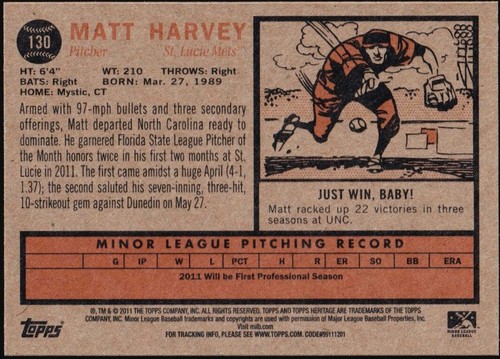 130
MATT HARVEY
Pitcher St. Lucie Mets
HT: 6'4" WT: 210 THROWS: Right
BATS: Right BORN: Mar. 27, 1989
HOME: Mystic, CT
Armed with 97-mph bullets and three secondary
offerings, Matt departed North Carolina ready to
dominate. He garnered Florida State League Pitcher of
the Month honors twice in his first two months at St.
Lucie in 2011. The first came amidst a huge April (4-1,
1.37); the second saluted his seven-inning, three-hit,
10-strikeout gem against Dunedin on May 27.
JUST WIN, BABY!
Matt racked up 22 victories in three
seasons at UNC.
MINOR LEAGUE PITCHING RECORD
G IP W L PCT H R ER SO BB ERA
2011 Will be First Professional Season
®, TM & © 2011 THE TOPPS COMPANY, INC. ALL RIGHTS RESERVED. TOPPS AND TOPPS HERITAGE ARE TRADEMARKS OF THE TOPPS
COMPANY, INC. Minor League Baseball trademarks and copyrights are used with permission of Major League Baseball Properties, Inc.
Visit milb.com
FOR TRACKING INFO, PLEASE SEE WWW.TOPPS.COM. CODE#99111201
Topps
MINOR LEAGUE
BASEBALL